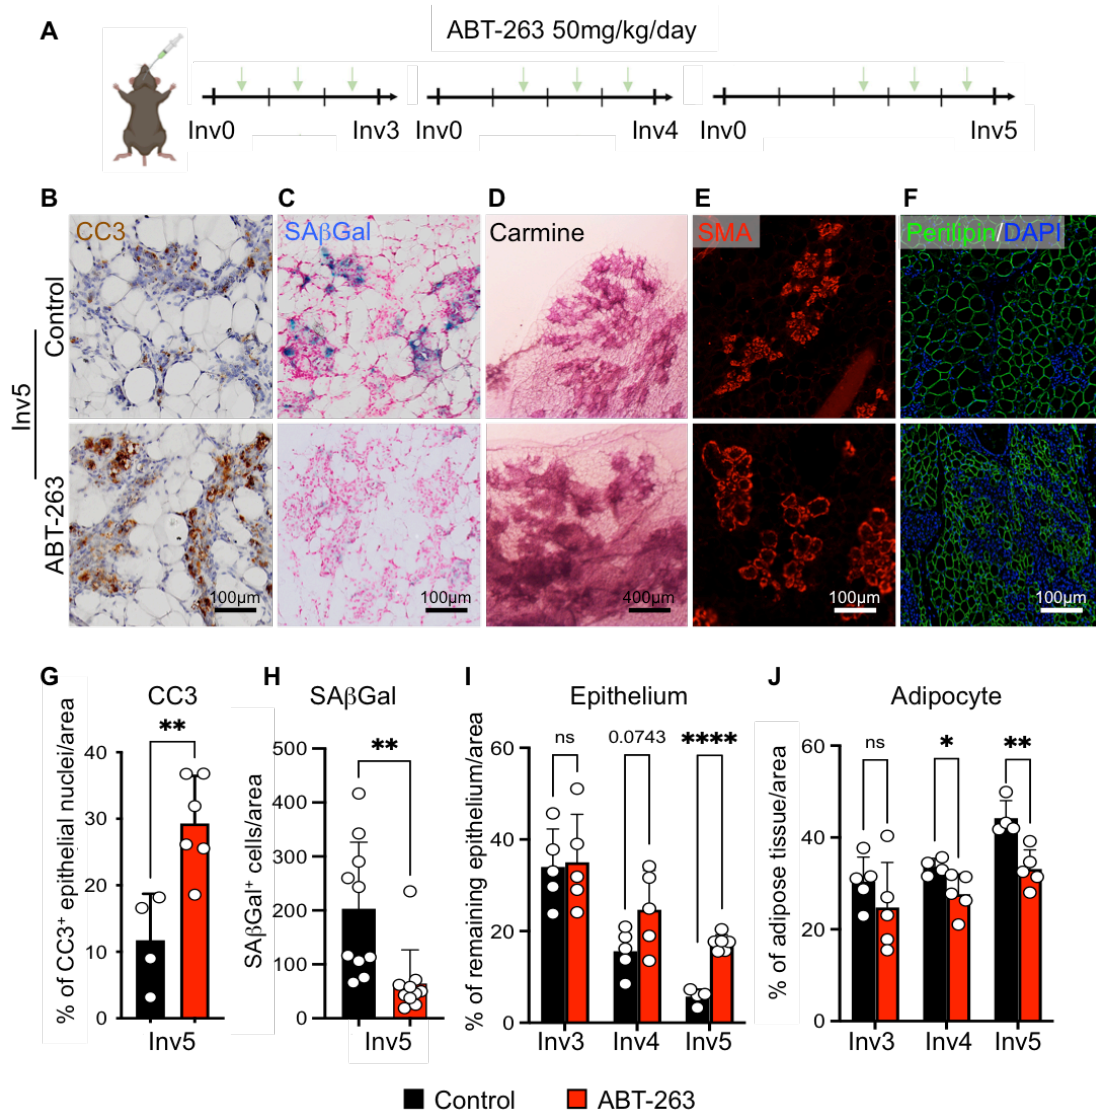 A
ABT-263 50mg/kg/day
Inv0 Inv3 Inv0 Inv4 Inv0 Inv5
B C D E F
CC3 SAβGal Carmine SMA Perilipin/DAPI
Control
Inv5
ABT-263
100µm 100µm 400µm 100µm 100µm
G H I J
CC3 SAβGal Epithelium Adipocyte
% of CC3⁺ epithelial nuclei/area
40
30
20
10
0
**
Inv5
SAβGal⁺ cells/area
500
400
300
200
100
0
**
Inv5
% of remaining epithelium/area
60
40
20
0
ns 0.0743 ****
Inv3 Inv4 Inv5
% of adipose tissue/area
60
40
20
0
ns * **
Inv3 Inv4 Inv5
Control ABT-263